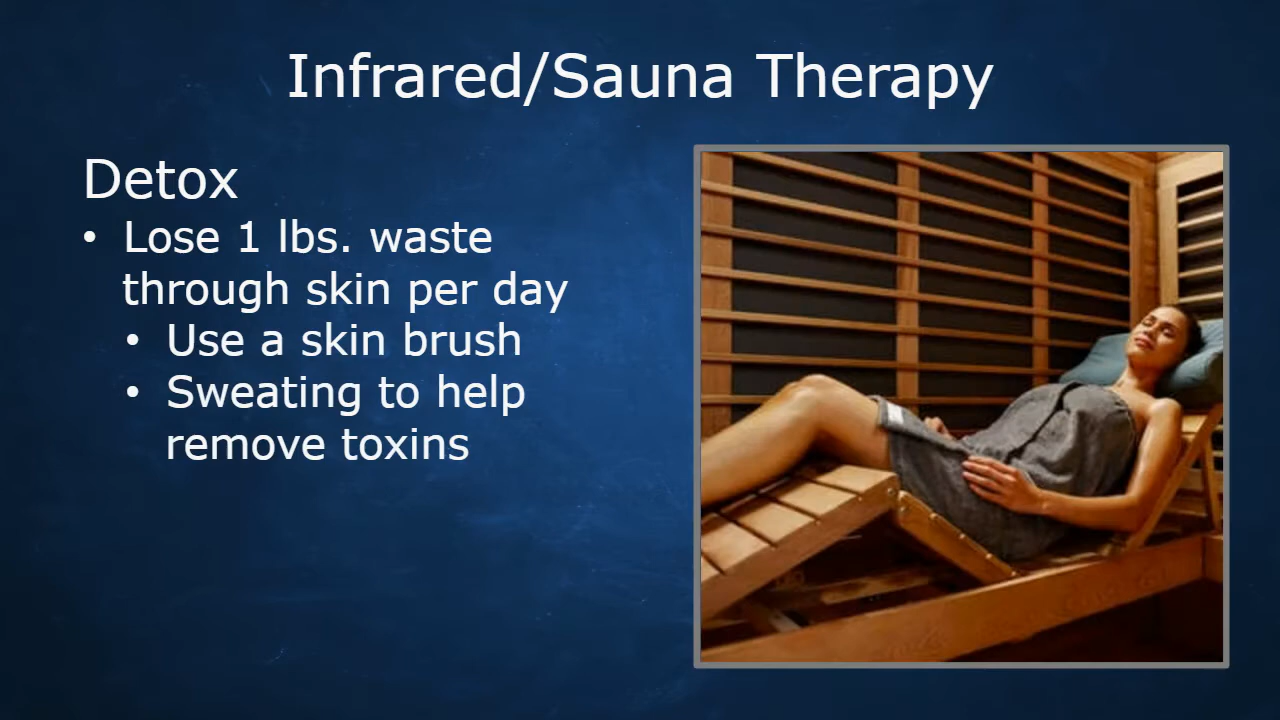 Infrared/Sauna Therapy
Detox
• Lose 1 lbs. waste
through skin per day
• Use a skin brush
• Sweating to help
remove toxins